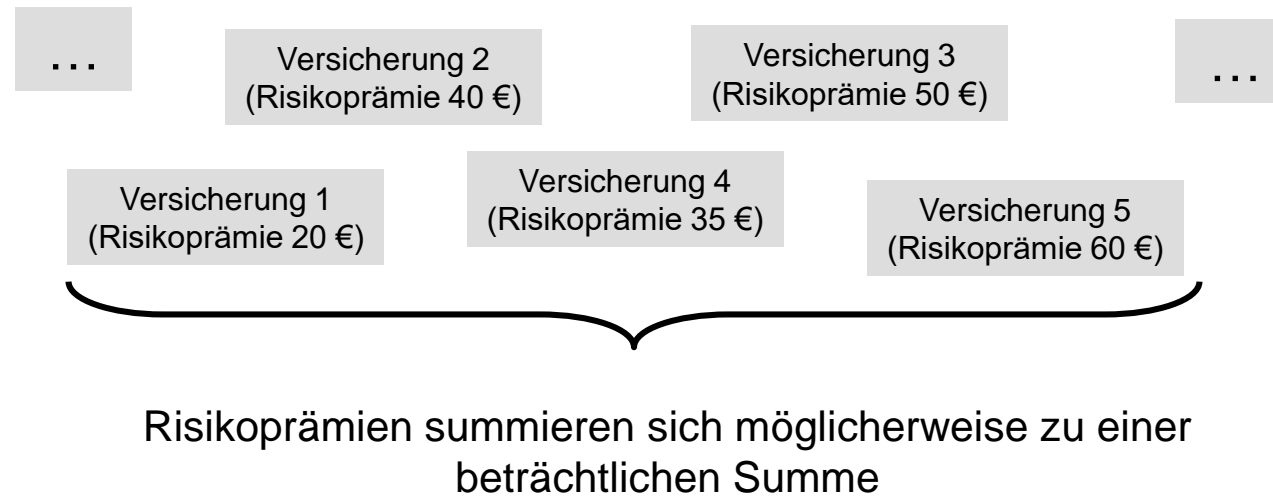 …
Versicherung 2
(Risikoprämie 40 €)
Versicherung 3
(Risikoprämie 50 €)
…
Versicherung 1
(Risikoprämie 20 €)
Versicherung 4
(Risikoprämie 35 €)
Versicherung 5
(Risikoprämie 60 €)
Risikoprämien summieren sich möglicherweise zu einer
beträchtlichen Summe